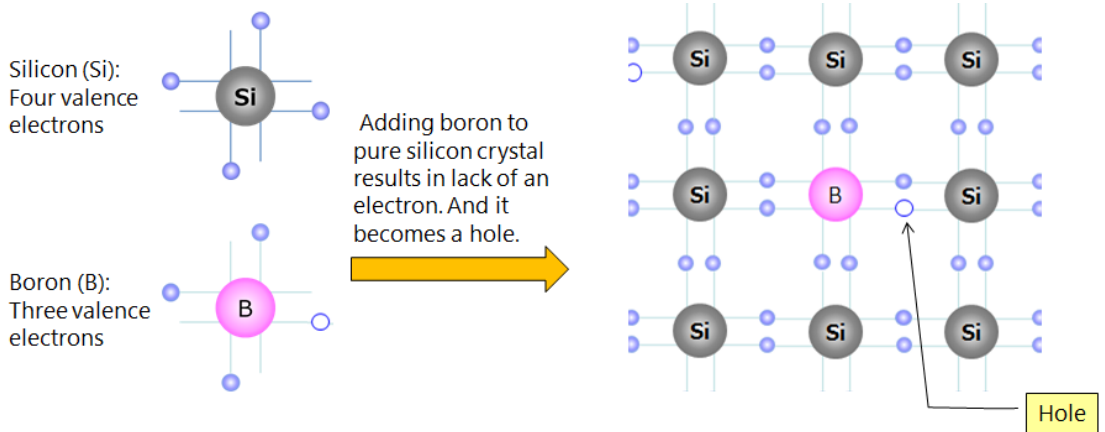 Silicon (Si):
Four valence
electrons
Si
Boron (B):
Three valence
electrons
B
Adding boron to
pure silicon crystal
results in lack of an
electron. And it
becomes a hole.
Si
Si
Si
Si
B
Si
Si
Si
Si
Hole